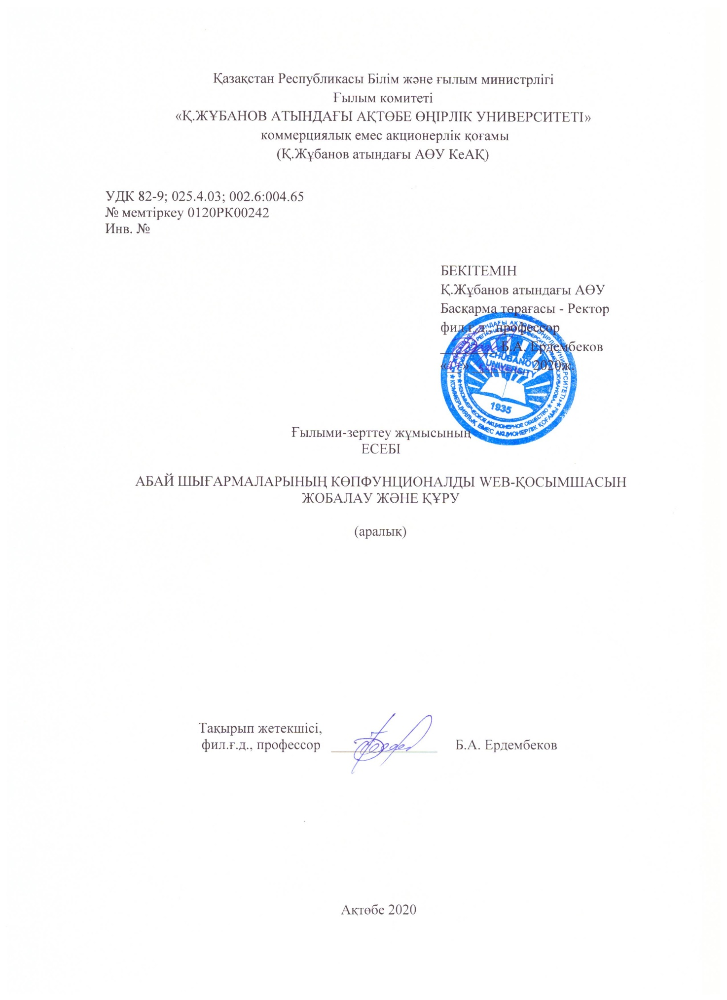 Қазақстан Республикасы Білім және ғылым министрлігі
Ғылым комитеті
«Қ.ЖҰБАНОВ АТЫНДАҒЫ АҚТӨБЕ ӨҢІРЛІК УНИВЕРСИТЕТІ»
коммерциялық емес акционерлік қоғамы
(Қ.Жұбанов атындағы АӨУ КеАҚ)
УДК 82-9; 025.4.03; 002.6:004.65
№ мемтіркеу 0120РК00242
Инв. №
БЕКІТЕМІН
Қ.Жұбанов атындағы АӨУ
Басқарма төрағасы - Ректор
фил.ғ.д., профессор
Б.А. Ердембеков
« » 2020ж.
ZHUBANOV
UNIVERSITY
1935
КОММЕРЦИЯЛЫҚ ЕМЕС АКЦИОНЕРЛІК ҚОҒАМЫ
НЕКОММЕРЧЕСКОЕ АКЦИОНЕРНОЕ ОБЩЕСТВО
Ғылыми-зерттеу жұмысының
ЕСЕБІ
АБАЙ ШЫҒАРМАЛАРЫНЫҢ КӨПФУНЦИОНАЛДЫ WEB-ҚОСЫМШАСЫН
ЖОБАЛАУ ЖӘНЕ ҚҰРУ
(аралық)
Тақырып жетекшісі,
фил.ғ.д., профессор Б.А. Ердембеков
Ақтөбе 2020